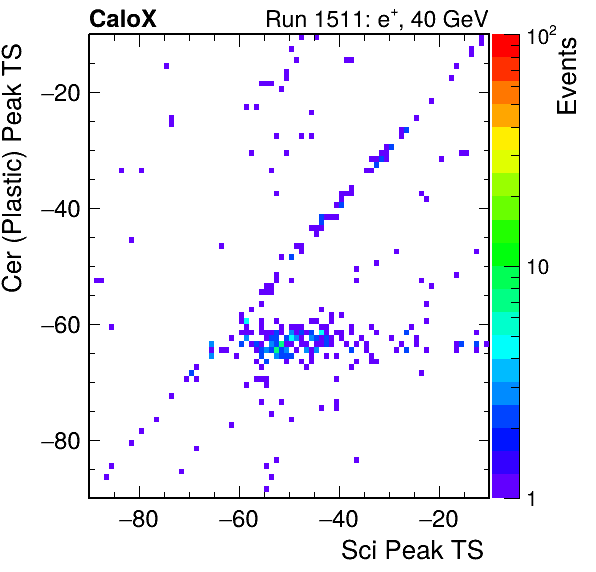 CaloX Run 1511: e⁺, 40 GeV
Cer (Plastic) Peak TS
−20
−40
−60
−80
−80 −60 −40 −20
Sci Peak TS
10²
10
1
Events